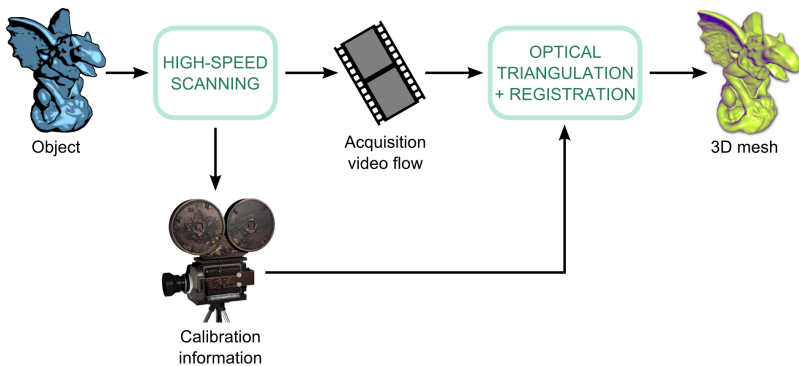 HIGH-SPEED
SCANNING
OPTICAL
TRIANGULATION
+ REGISTRATION
Object
Acquisition
video flow
3D mesh
Calibration
information